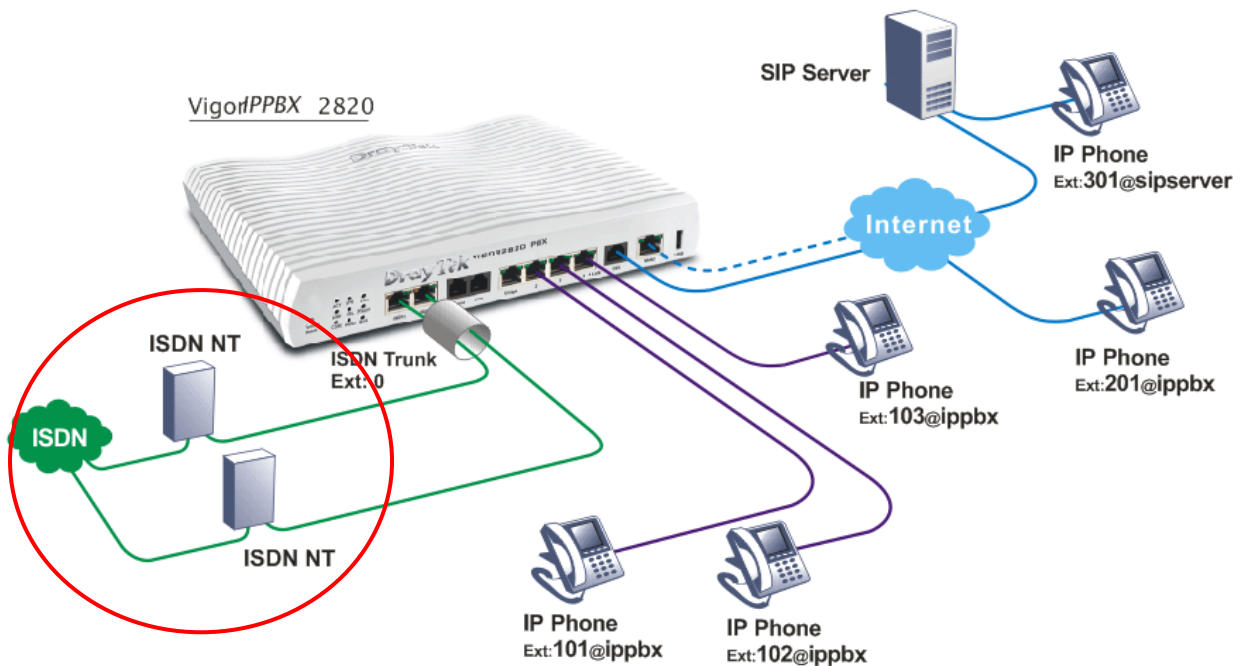 VigorIPPBX 2820
SIP Server
IP Phone
Ext:301@sipserver
Internet
DrayTek
IP Phone
Ext:201@ippbx
IP Phone
Ext:103@ippbx
ISDN NT
ISDN Trunk
Ext: 0
ISDN
ISDN NT
IP Phone
Ext:101@ippbx
IP Phone
Ext:102@ippbx